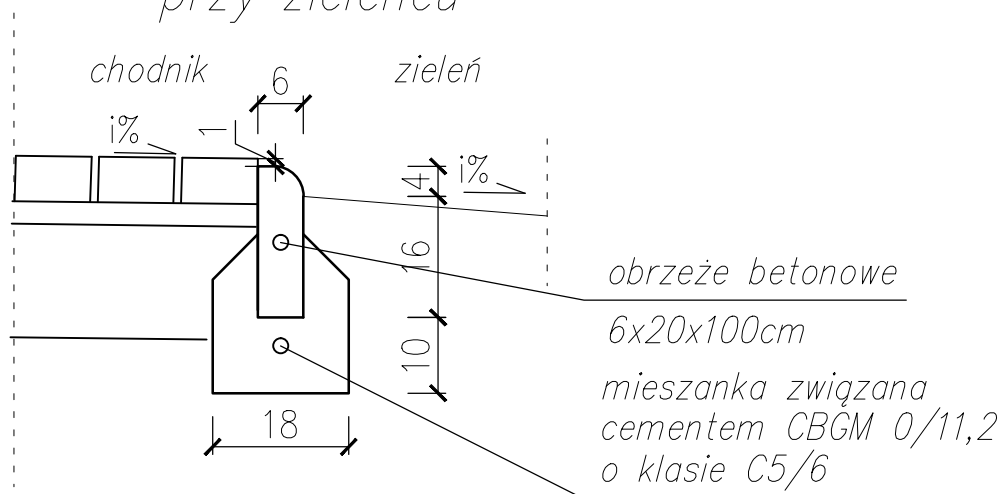 przy zieleńcu
chodnik
zieleń
6
1
i%
i%
4
16
10
18
obrzeże betonowe
6x20x100cm
mieszanka związana
cementem CBGM 0/11,2
o klasie C5/6